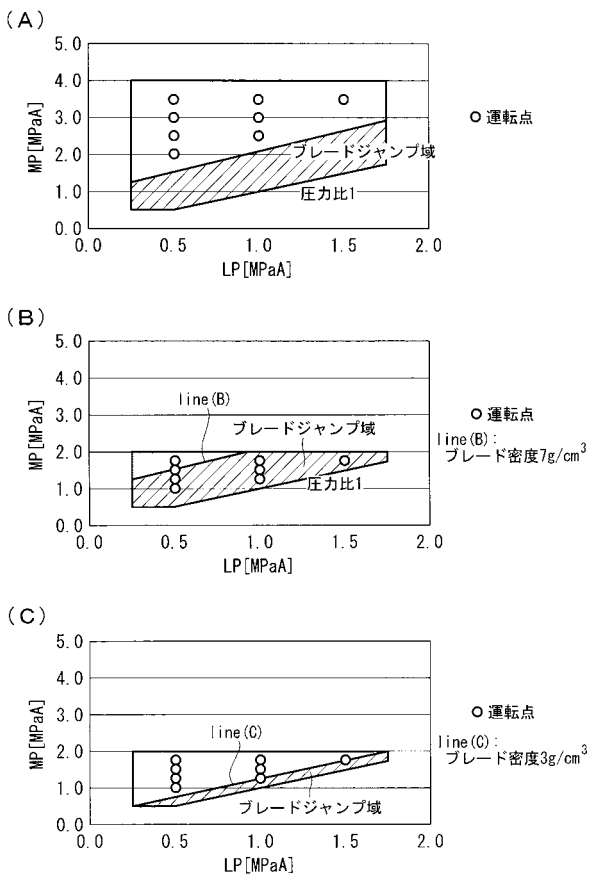 (A)
5.0
4.0
3.0
2.0
1.0
0.0
MP[MPaA]
ブレードジャンプ域
圧力比1
0.0 0.5 1.0 1.5 2.0
LP[MPaA]
○ 運転点
(B)
5.0
4.0
3.0
2.0
1.0
0.0
MP[MPaA]
line(B)
ブレードジャンプ域
圧力比1
0.0 0.5 1.0 1.5 2.0
LP[MPaA]
○ 運転点
line(B):
ブレード密度7g/cm³
(C)
5.0
4.0
3.0
2.0
1.0
0.0
MP[MPaA]
line(C)
ブレードジャンプ域
0.0 0.5 1.0 1.5 2.0
LP[MPaA]
○ 運転点
line(C):
ブレード密度3g/cm³